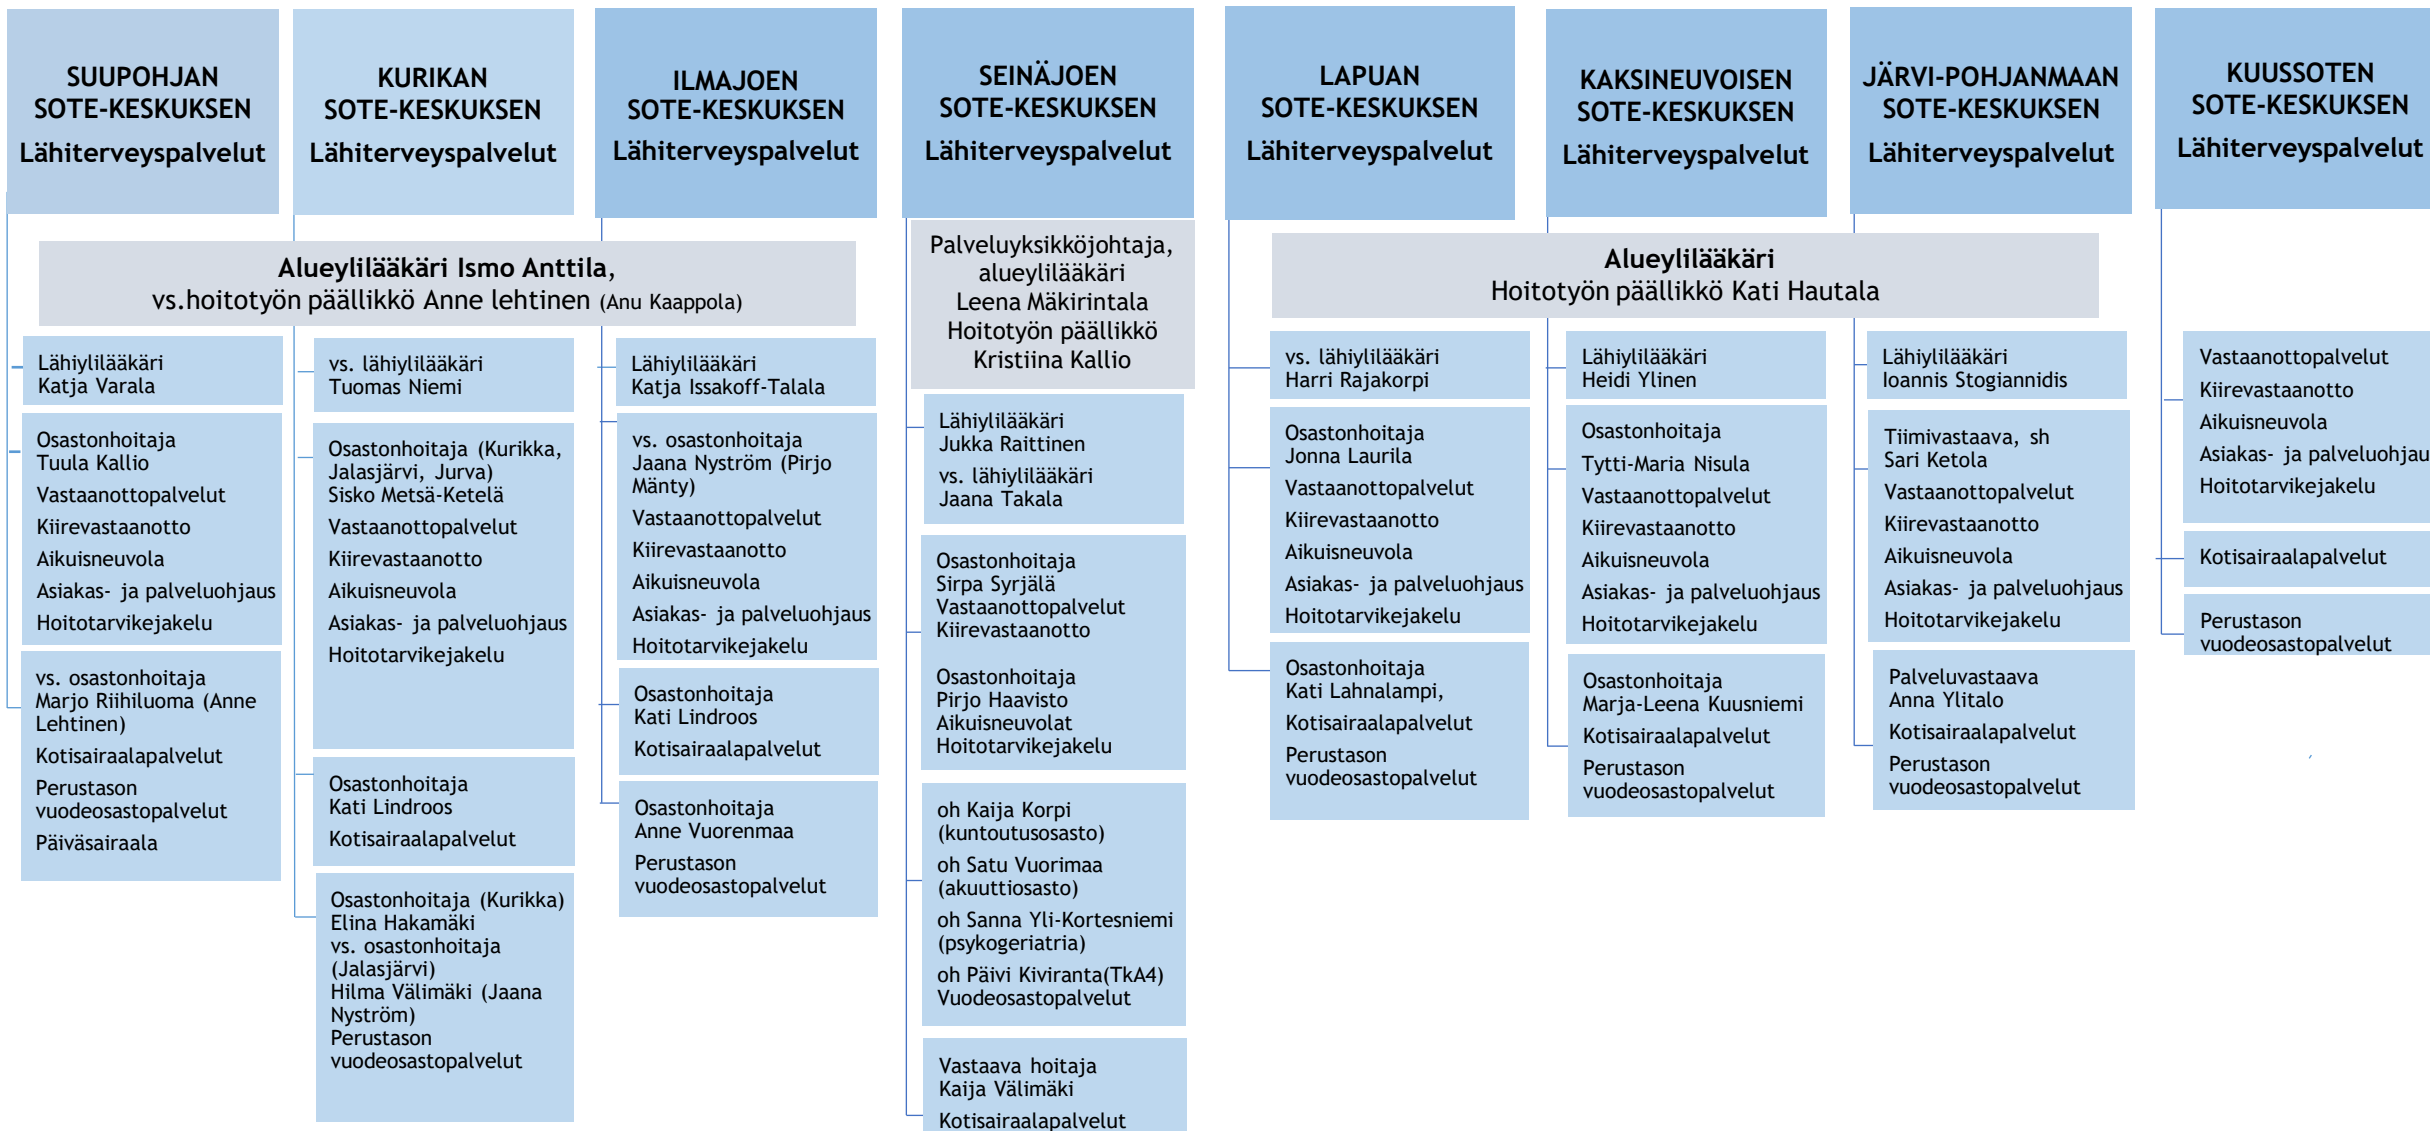 SUUPOHJAN
SOTE-KESKUKSEN
Lähiterveyspalvelut
KURIKAN
SOTE-KESKUKSEN
Lähiterveyspalvelut
ILMAJOEN
SOTE-KESKUKSEN
Lähiterveyspalvelut
SEINÄJOEN
SOTE-KESKUKSEN
Lähiterveyspalvelut
LAPUAN
SOTE-KESKUKSEN
Lähiterveyspalvelut
KAKSINEUVOISEN
SOTE-KESKUKSEN
Lähiterveyspalvelut
JÄRVI-POHJANMAAN
SOTE-KESKUKSEN
Lähiterveyspalvelut
KUUSSOTEN
SOTE-KESKUKSEN
Lähiterveyspalvelut
Alueylilääkäri Ismo Anttila,
vs.hoitotyön päällikkö Anne lehtinen (Anu Kaappola)
Palveluyksikköjohtaja,
alueylilääkäri
Leena Mäkirintala
Hoitotyön päällikkö
Kristiina Kallio
Alueylilääkäri
Hoitotyön päällikkö Kati Hautala
Lähiylilääkäri
Katja Varala
Osastonhoitaja
Tuula Kallio
Vastaanottopalvelut
Kiirevastaanotto
Aikuisneuvola
Asiakas- ja palveluohjaus
Hoitotarvikejakelu
vs. osastonhoitaja
Marjo Riihiluoma (Anne
Lehtinen)
Kotisairaalapalvelut
Perustason
vuodeosastopalvelut
Päiväsairaala
vs. lähiylilääkäri
Tuomas Niemi
Osastonhoitaja (Kurikka,
Jalasjärvi, Jurva)
Sisko Metsä-Ketelä
Vastaanottopalvelut
Kiirevastaanotto
Aikuisneuvola
Asiakas- ja palveluohjaus
Hoitotarvikejakelu
Osastonhoitaja
Kati Lindroos
Kotisairaalapalvelut
Osastonhoitaja (Kurikka)
Elina Hakamäki
vs. osastonhoitaja
(Jalasjärvi)
Hilma Välimäki (Jaana
Nyström)
Perustason
vuodeosastopalvelut
Lähiylilääkäri
Katja Issakoff-Talala
vs. osastonhoitaja
Jaana Nyström (Pirjo
Mänty)
Vastaanottopalvelut
Kiirevastaanotto
Aikuisneuvola
Asiakas- ja palveluohjaus
Hoitotarvikejakelu
Osastonhoitaja
Kati Lindroos
Kotisairaalapalvelut
Osastonhoitaja
Anne Vuorenmaa
Perustason
vuodeosastopalvelut
Lähiylilääkäri
Jukka Raittinen
vs. lähiylilääkäri
Jaana Takala
Osastonhoitaja
Sirpa Syrjälä
Vastaanottopalvelut
Kiirevastaanotto
Osastonhoitaja
Pirjo Haavisto
Aikuisneuvolat
Hoitotarvikejakelu
oh Kaija Korpi
(kuntoutusosasto)
oh Satu Vuorimaa
(akuuttiosasto)
oh Sanna Yli-Kortesniemi
(psykogeriatria)
oh Päivi Kiviranta(TkA4)
Vuodeosastopalvelut
Vastaava hoitaja
Kaija Välimäki
Kotisairaalapalvelut
vs. lähiylilääkäri
Harri Rajakorpi
Osastonhoitaja
Jonna Laurila
Vastaanottopalvelut
Kiirevastaanotto
Aikuisneuvola
Asiakas- ja palveluohjaus
Hoitotarvikejakelu
Osastonhoitaja
Kati Lahnalampi,
Kotisairaalapalvelut
Perustason
vuodeosastopalvelut
Lähiylilääkäri
Heidi Ylinen
Osastonhoitaja
Tytti-Maria Nisula
Vastaanottopalvelut
Kiirevastaanotto
Aikuisneuvola
Asiakas- ja palveluohjaus
Hoitotarvikejakelu
Osastonhoitaja
Marja-Leena Kuusniemi
Kotisairaalapalvelut
Perustason
vuodeosastopalvelut
Lähiylilääkäri
Ioannis Stogiannidis
Tiimivastaava, sh
Sari Ketola
Vastaanottopalvelut
Kiirevastaanotto
Aikuisneuvola
Asiakas- ja palveluohjaus
Hoitotarvikejakelu
Palveluvastaava
Anna Ylitalo
Kotisairaalapalvelut
Perustason
vuodeosastopalvelut
Vastaanottopalvelut
Kiirevastaanotto
Aikuisneuvola
Asiakas- ja palveluohjau
Hoitotarvikejakelu
Kotisairaalapalvelut
Perustason
vuodeosastopalvelut